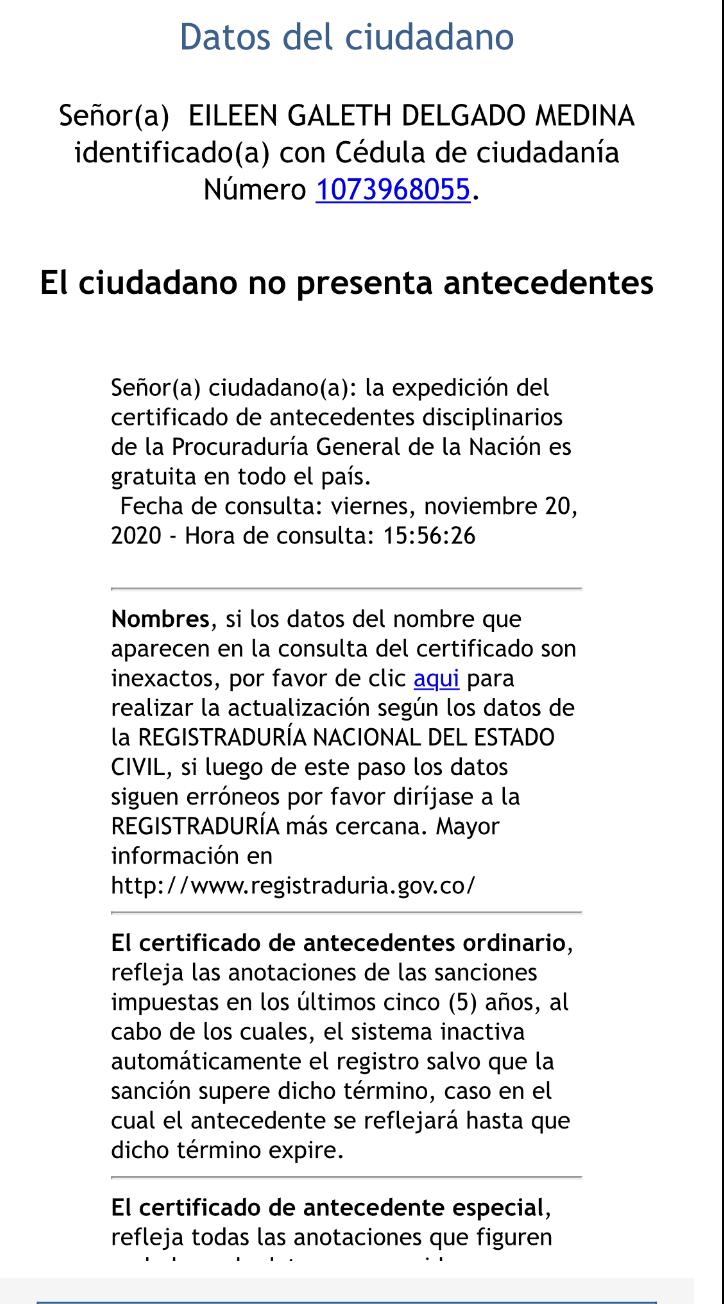 Datos del ciudadano
Señor(a) EILEEN GALETH DELGADO MEDINA
identificado(a) con Cédula de ciudadanía
Número 1073968055.
El ciudadano no presenta antecedentes
Señor(a) ciudadano(a): la expedición del
certificado de antecedentes disciplinarios
de la Procuraduría General de la Nación es
gratuita en todo el país.
Fecha de consulta: viernes, noviembre 20,
2020 - Hora de consulta: 15:56:26
Nombres, si los datos del nombre que
aparecen en la consulta del certificado son
inexactos, por favor de clic aqui para
realizar la actualización según los datos de
la REGISTRADURÍA NACIONAL DEL ESTADO
CIVIL, si luego de este paso los datos
siguen erróneos por favor diríjase a la
REGISTRADURÍA más cercana. Mayor
información en
http://www.registraduria.gov.co/
El certificado de antecedentes ordinario,
refleja las anotaciones de las sanciones
impuestas en los últimos cinco (5) años, al
cabo de los cuales, el sistema inactiva
automáticamente el registro salvo que la
sanción supere dicho término, caso en el
cual el antecedente se reflejará hasta que
dicho término expire.
El certificado de antecedente especial,
refleja todas las anotaciones que figuren